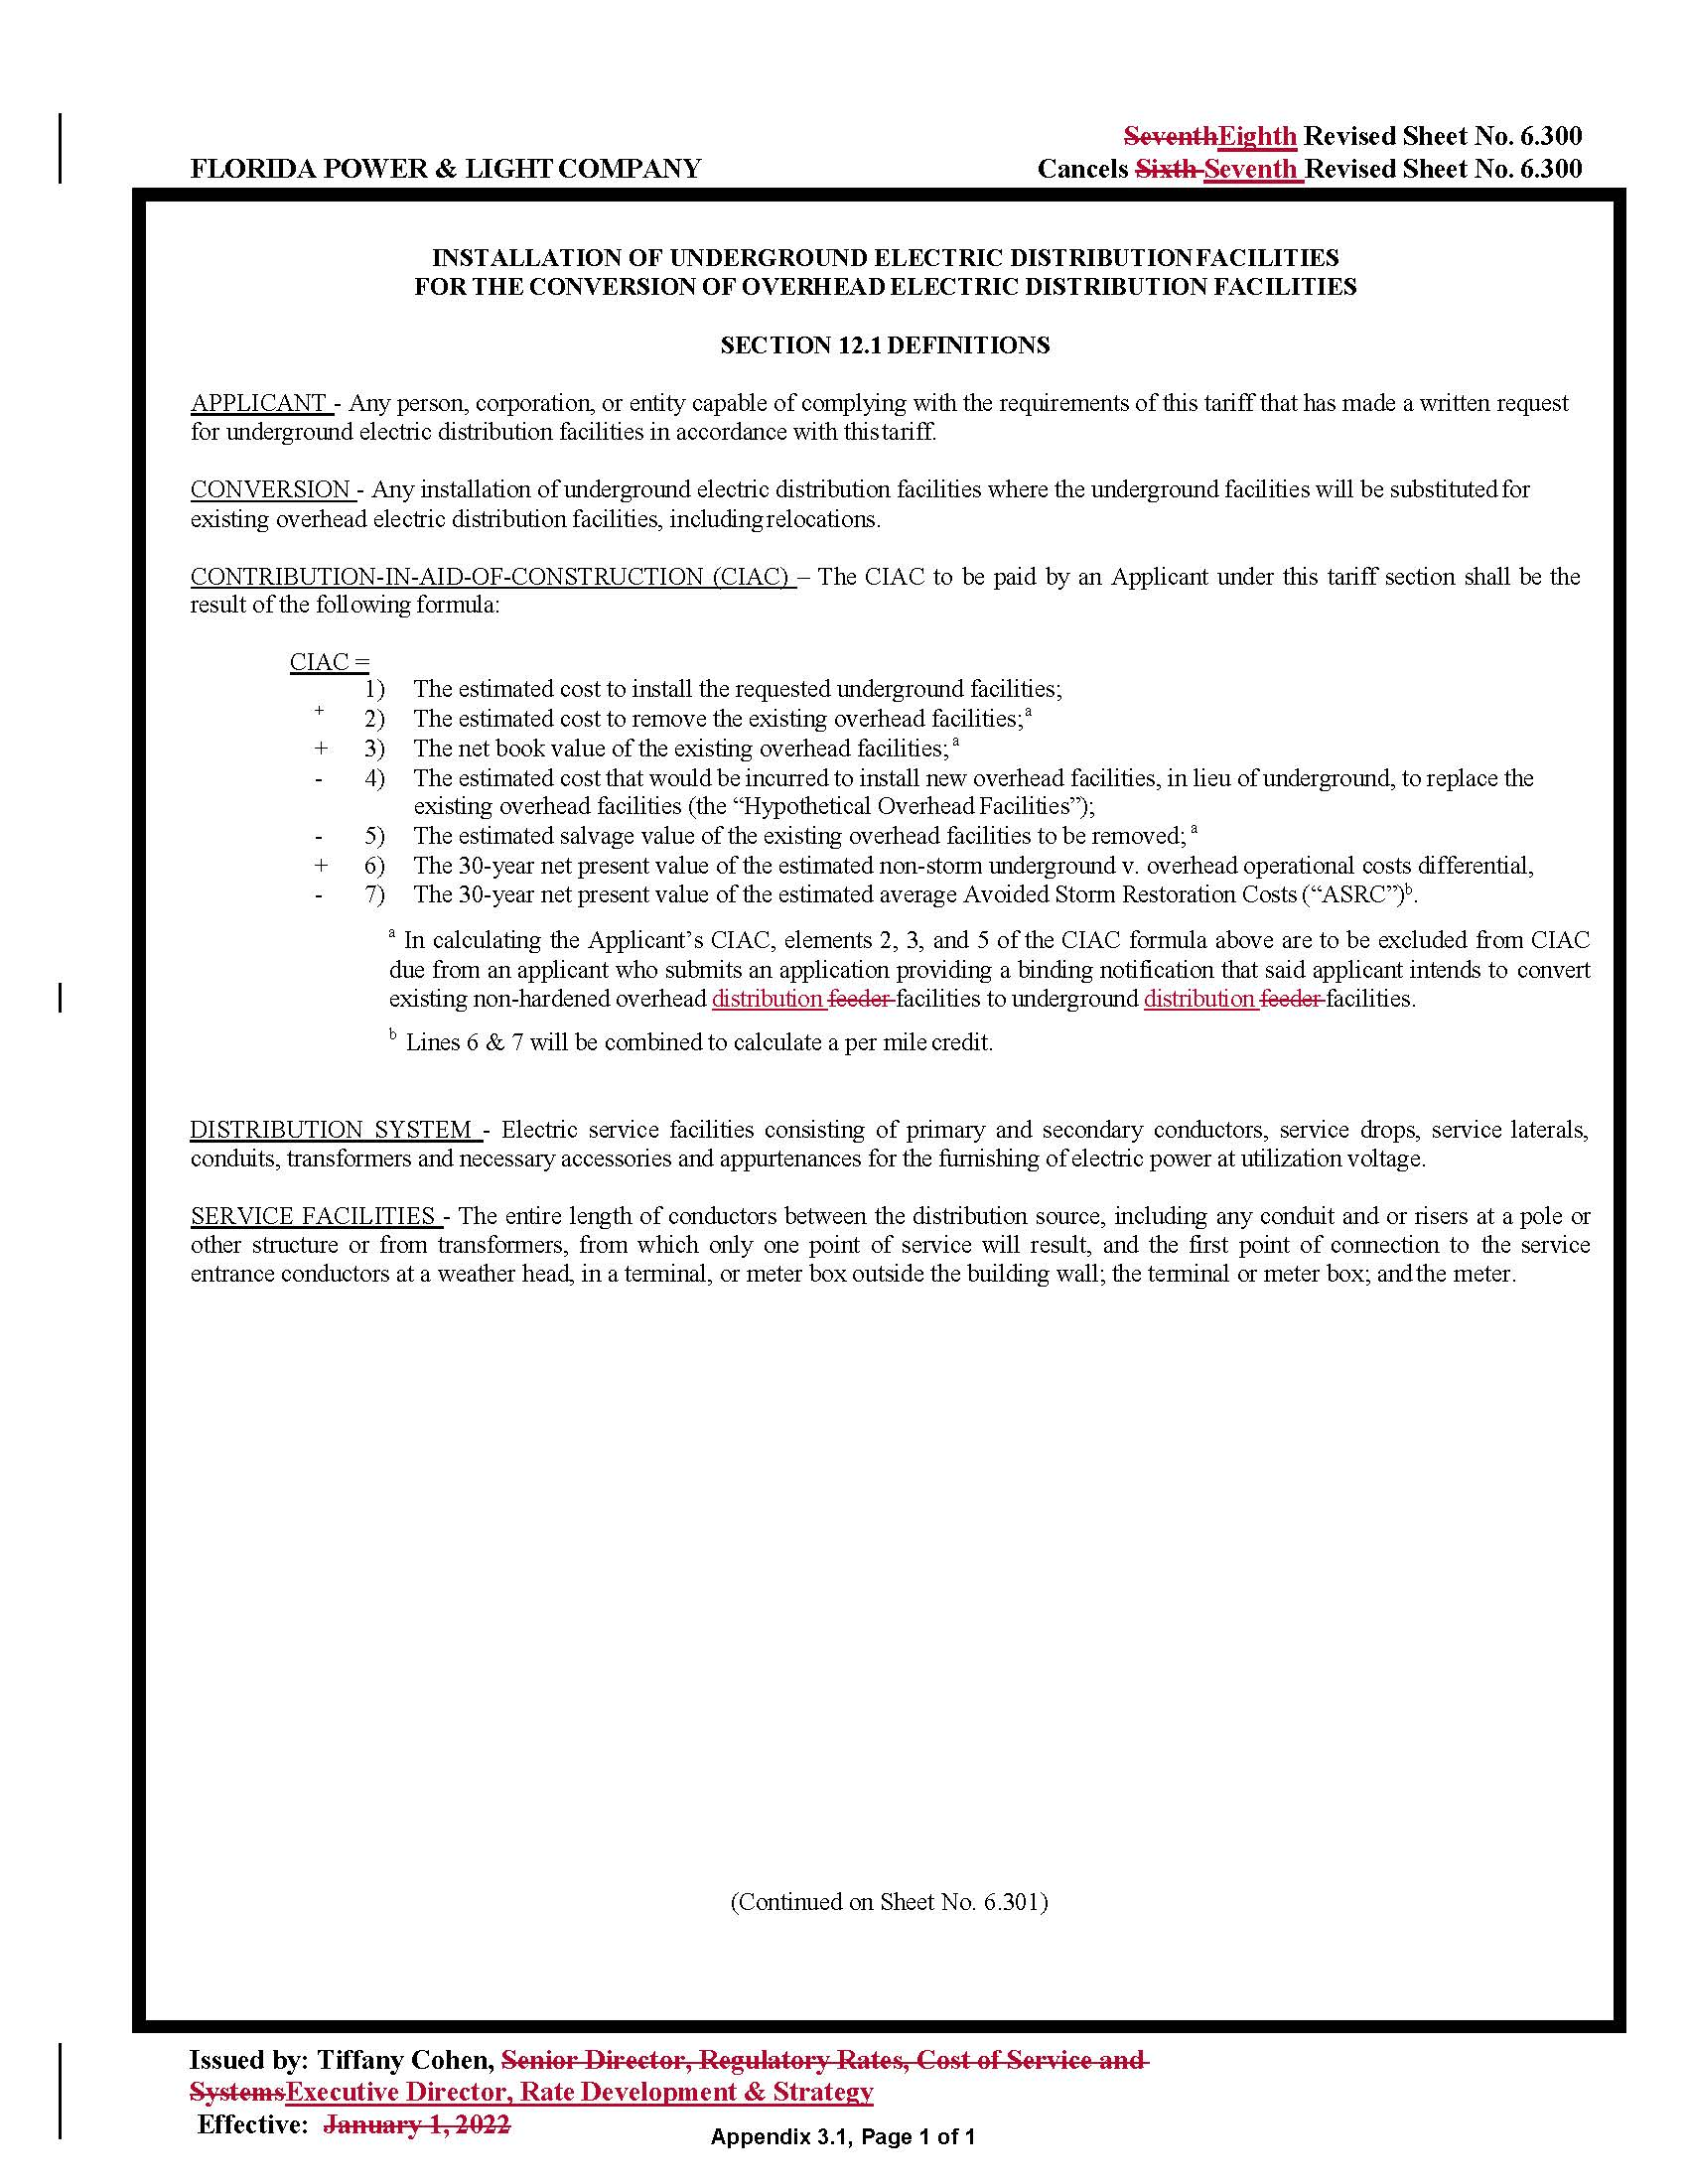 SeventhEighth Revised Sheet No. 6.300
FLORIDA POWER & LIGHT COMPANY Cancels Sixth Seventh Revised Sheet No. 6.300
INSTALLATION OF UNDERGROUND ELECTRIC DISTRIBUTION FACILITIES
FOR THE CONVERSION OF OVERHEAD ELECTRIC DISTRIBUTION FACILITIES
SECTION 12.1 DEFINITIONS
APPLICANT - Any person, corporation, or entity capable of complying with the requirements of this tariff that has made a written request
for underground electric distribution facilities in accordance with this tariff.
CONVERSION - Any installation of underground electric distribution facilities where the underground facilities will be substituted for
existing overhead electric distribution facilities, including relocations.
CONTRIBUTION-IN-AID-OF-CONSTRUCTION (CIAC) – The CIAC to be paid by an Applicant under this tariff section shall be the
result of the following formula:
CIAC =
1) The estimated cost to install the requested underground facilities;
+ 2) The estimated cost to remove the existing overhead facilities;a
+ 3) The net book value of the existing overhead facilities;a
- 4) The estimated cost that would be incurred to install new overhead facilities, in lieu of underground, to replace the
existing overhead facilities (the “Hypothetical Overhead Facilities”);
- 5) The estimated salvage value of the existing overhead facilities to be removed;a
+ 6) The 30-year net present value of the estimated non-storm underground v. overhead operational costs differential,
- 7) The 30-year net present value of the estimated average Avoided Storm Restoration Costs (“ASRC”)b.
a In calculating the Applicant’s CIAC, elements 2, 3, and 5 of the CIAC formula above are to be excluded from CIAC
due from an applicant who submits an application providing a binding notification that said applicant intends to convert
existing non-hardened overhead distribution feeder facilities to underground distribution feeder facilities.
b Lines 6 & 7 will be combined to calculate a per mile credit.
DISTRIBUTION SYSTEM - Electric service facilities consisting of primary and secondary conductors, service drops, service laterals,
conduits, transformers and necessary accessories and appurtenances for the furnishing of electric power at utilization voltage.
SERVICE FACILITIES - The entire length of conductors between the distribution source, including any conduit and or risers at a pole or
other structure or from transformers, from which only one point of service will result, and the first point of connection to the service
entrance conductors at a weather head, in a terminal, or meter box outside the building wall; the terminal or meter box; and the meter.
(Continued on Sheet No. 6.301)
Issued by: Tiffany Cohen, Senior Director, Regulatory Rates, Cost of Service and
SystemsExecutive Director, Rate Development & Strategy
Effective: January 1, 2022
Appendix 3.1, Page 1 of 1